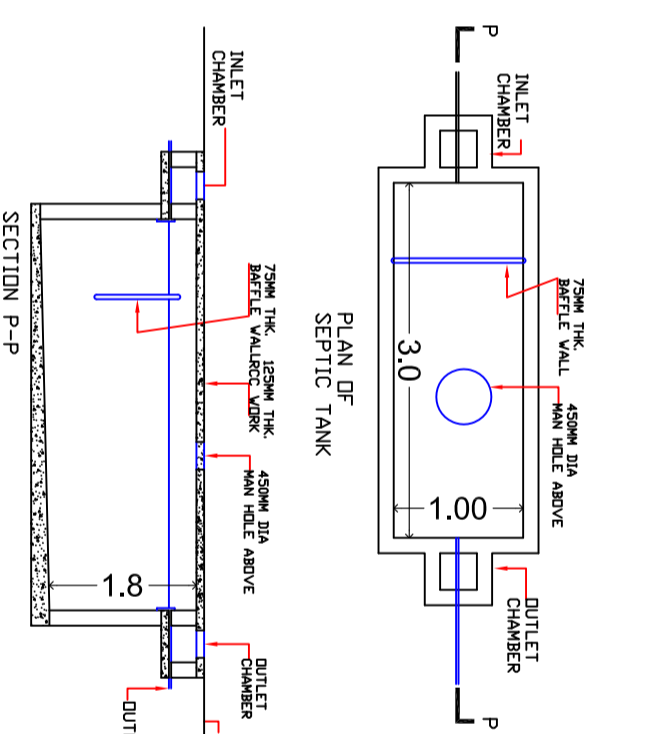 P
INLET
CHAMBER
75MM THK.
BAFFLE WALL
450MM DIA
MAN HOLE ABOVE
OUTLET
CHAMBER
P
3.0
1.00
PLAN OF
SEPTIC TANK
INLET
CHAMBER
75MM THK.
BAFFLE WALL
125MM THK.
RCC WORK
450MM DIA
MAN HOLE ABOVE
OUTLET
CHAMBER
1.8
OUT
SECTION P-P